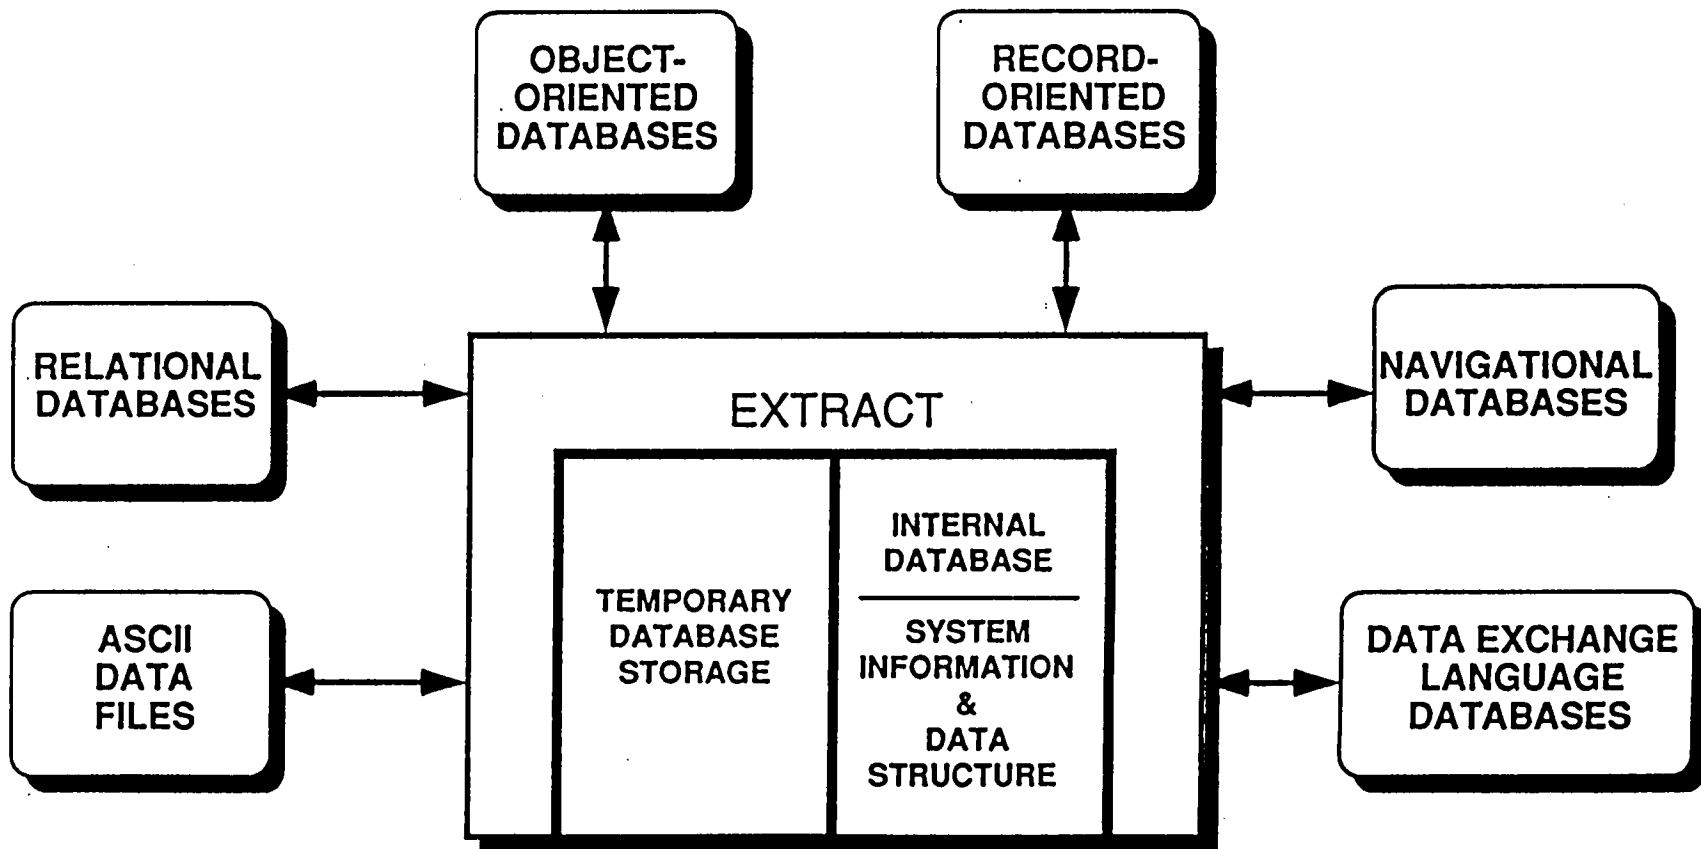 OBJECT-
ORIENTED
DATABASES
RECORD-
ORIENTED
DATABASES
RELATIONAL
DATABASES
NAVIGATIONAL
DATABASES
EXTRACT
TEMPORARY
DATABASE
STORAGE
INTERNAL
DATABASE
SYSTEM
INFORMATION
&
DATA
STRUCTURE
ASCII
DATA
FILES
DATA EXCHANGE
LANGUAGE
DATABASES